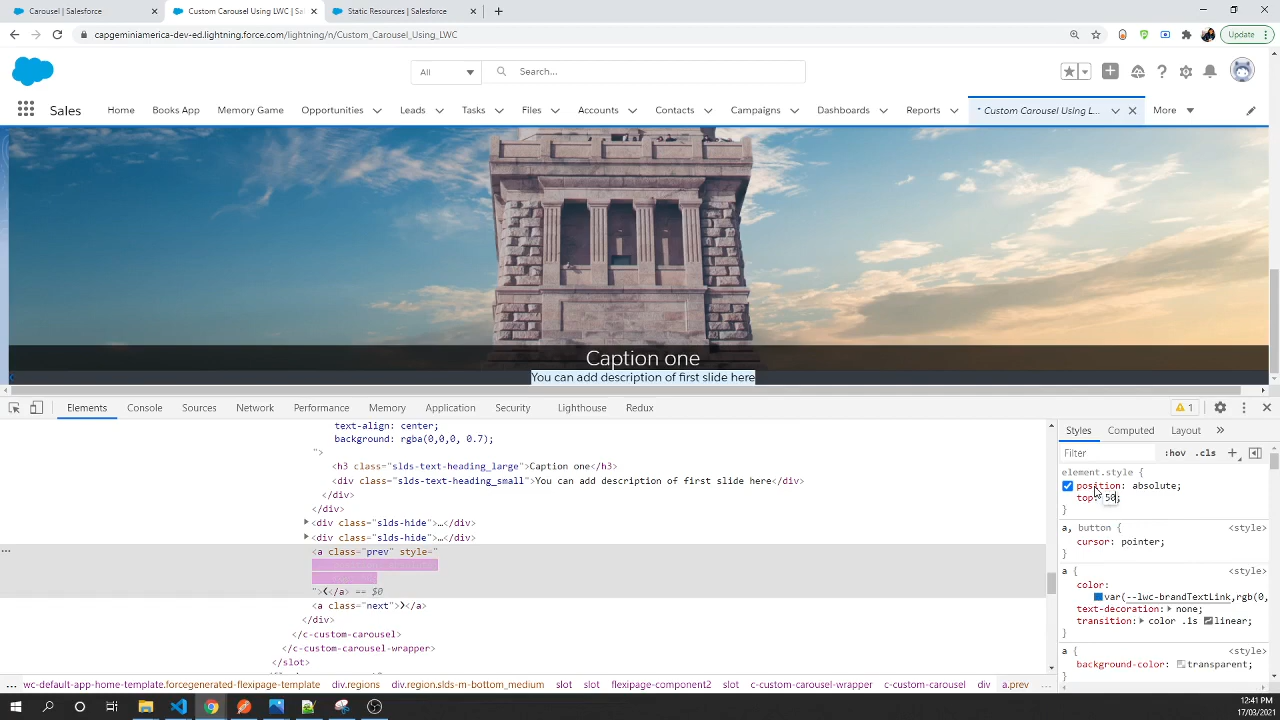 Carousel | Salesforce
Custom Carousel Using LWC | Sal
Static Resources | Salesforce
capgeminiamerica-dev-ed.lightning.force.com/lightning/n/Custom_Carousel_Using_LWC
Update
All
Search...
Sales
Home
Books App
Memory Game
Opportunities
Leads
Tasks
Files
Accounts
Contacts
Campaigns
Dashboards
Reports
* Custom Carousel Using L...
More
Caption one
You can add description of first slide here
Elements
Console
Sources
Network
Performance
Memory
Application
Security
Lighthouse
Redux
1
text-align: center;
background: rgba(0,0,0, 0.7);
">
<h3 class="slds-text-heading_large">Caption one</h3>
<div class="slds-text-heading_small">You can add description of first slide here</div>
</div>
</div>
<div class="slds-hide">…</div>
<div class="slds-hide">…</div>
<a class="prev" style="
">❮</a> == $0
<a class="next">❯</a>
</div>
</c-custom-carousel>
</c-custom-carousel-wrapper>
</slot>
... wc-default-app-home-template.forcegenerated-flexipage-template
div.regions
div.region.slds-m-bottom_medium
slot
slot
flexipage-component2
slot
c-custom-carousel-wrapper
c-custom-carousel
div
a.prev
...
Styles
Computed
Layout
Filter
:hov
.cls
element.style {
position: absolute;
top: 50;
}
a, button {
<style>
cursor: pointer;
}
a {
<style>
color:
var(--lwc-brandTextLink,rgb(0,
text-decoration: none;
transition: color .1s linear;
}
a {
<style>
background-color: transparent;
12:41 PM
17/03/2021